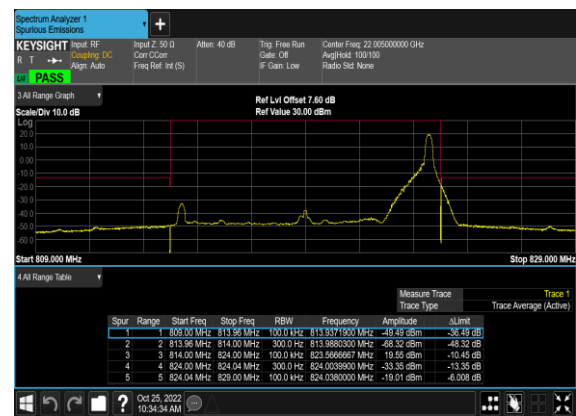 Spectrum Analyzer 1
Spurious Emissions
KEYSIGHT Input: RF Input Z: 50 Ω Atten: 40 dB Trig: Free Run Center Freq: 22.005000000 GHz
R T Coupling: DC Corr CCorr Gate: Off Avg|Hold: 100/100
Align: Auto Freq Ref: Int (S) IF Gain: Low Radio Std: None
PASS
3 All Range Graph
Ref Lvl Offset 7.60 dB
Scale/Div 10.0 dB Ref Value 30.00 dBm
Log
20.0
10.0
0.00
-10.0
-20.0
-30.0
-40.0
-50.0
-60.0
Start 809.000 MHz Stop 829.000 MHz
4 All Range Table
Measure Trace Trace 1
Trace Type Trace Average (Active)
Spur Range Start Freq Stop Freq RBW Frequency Amplitude ΔLimit
1 1 809.00 MHz 813.96 MHz 100.0 kHz 813.9371900 MHz -49.49 dBm -36.49 dB
2 2 813.96 MHz 814.00 MHz 300.0 Hz 813.9880300 MHz -68.32 dBm -48.32 dB
3 3 814.00 MHz 824.00 MHz 100.0 kHz 823.5666667 MHz 19.55 dBm -10.45 dB
4 4 824.00 MHz 824.04 MHz 300.0 Hz 824.0039900 MHz -33.35 dBm -13.35 dB
5 5 824.04 MHz 829.00 MHz 100.0 kHz 824.0380000 MHz -19.01 dBm -6.008 dB
Oct 25, 2022
10:34:34 AM